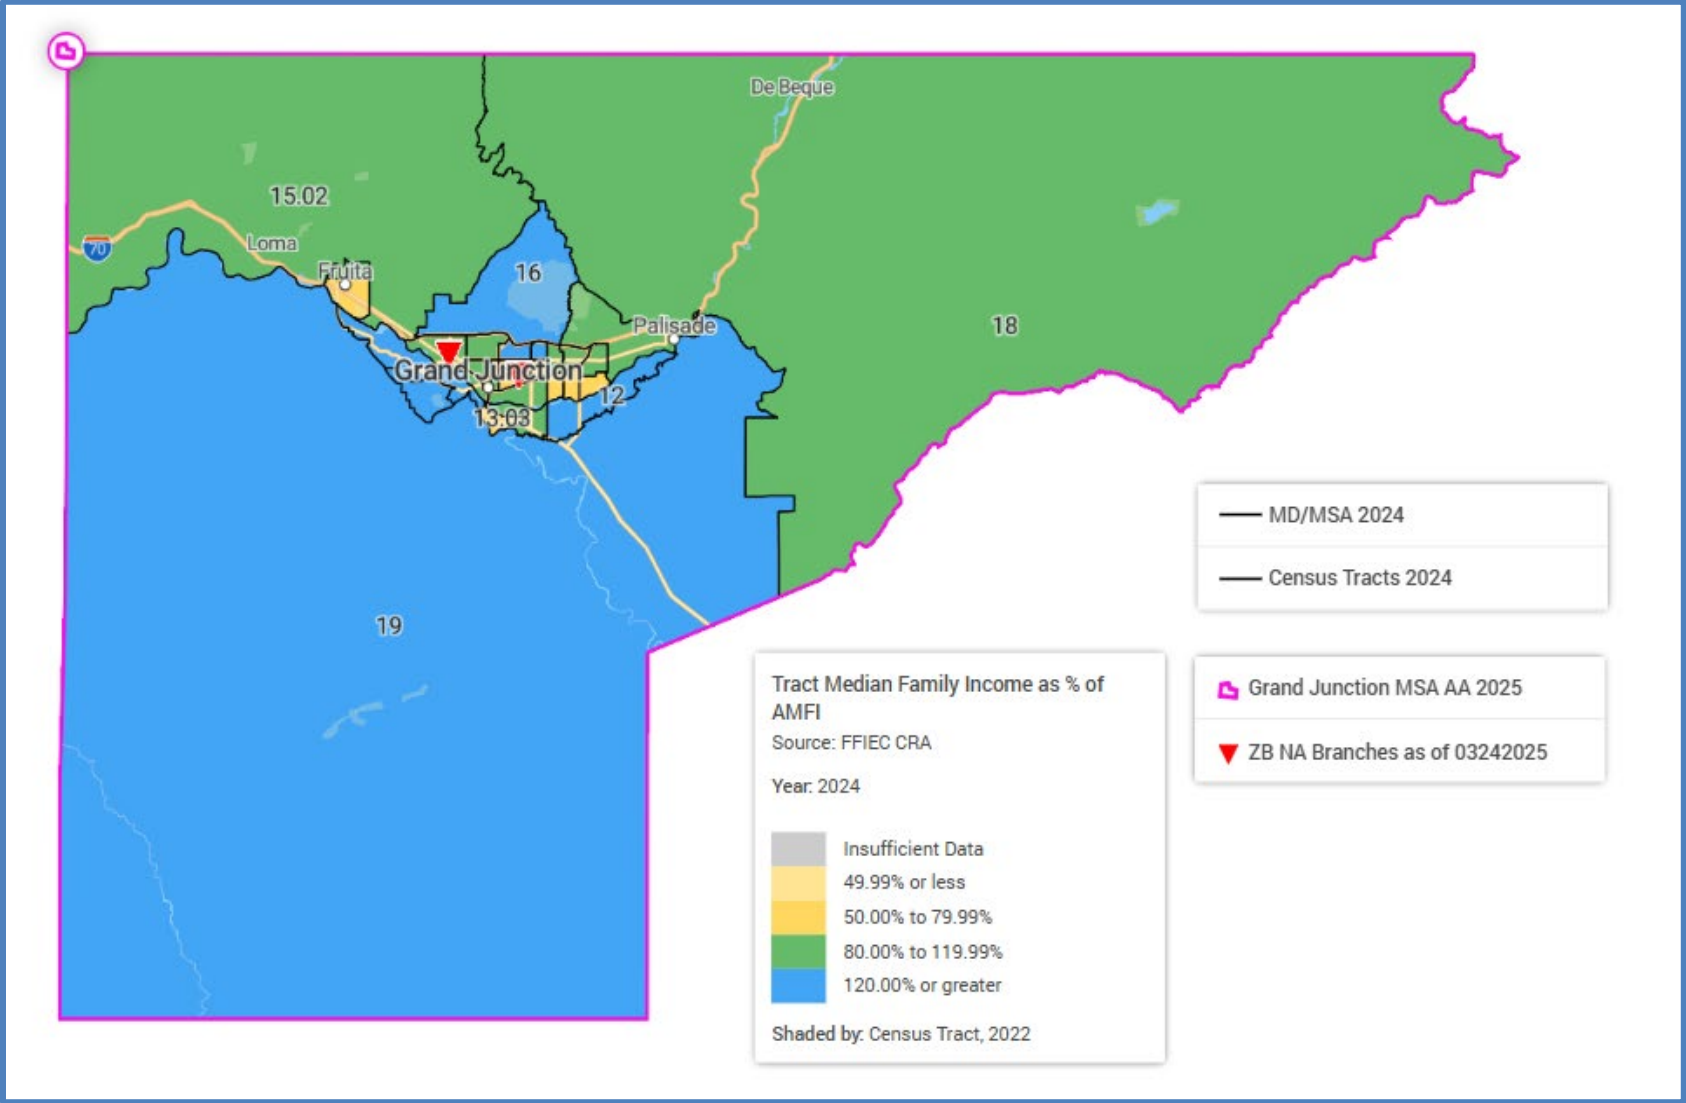 De Beque
15.02
70
Loma
Fruita
16
Palisade
18
Grand Junction
12
13.03
19
MD/MSA 2024
Census Tracts 2024
Grand Junction MSA AA 2025
ZB NA Branches as of 03242025
Tract Median Family Income as % of
AMFI
Source: FFIEC CRA
Year: 2024
Insufficient Data
49.99% or less
50.00% to 79.99%
80.00% to 119.99%
120.00% or greater
Shaded by: Census Tract, 2022